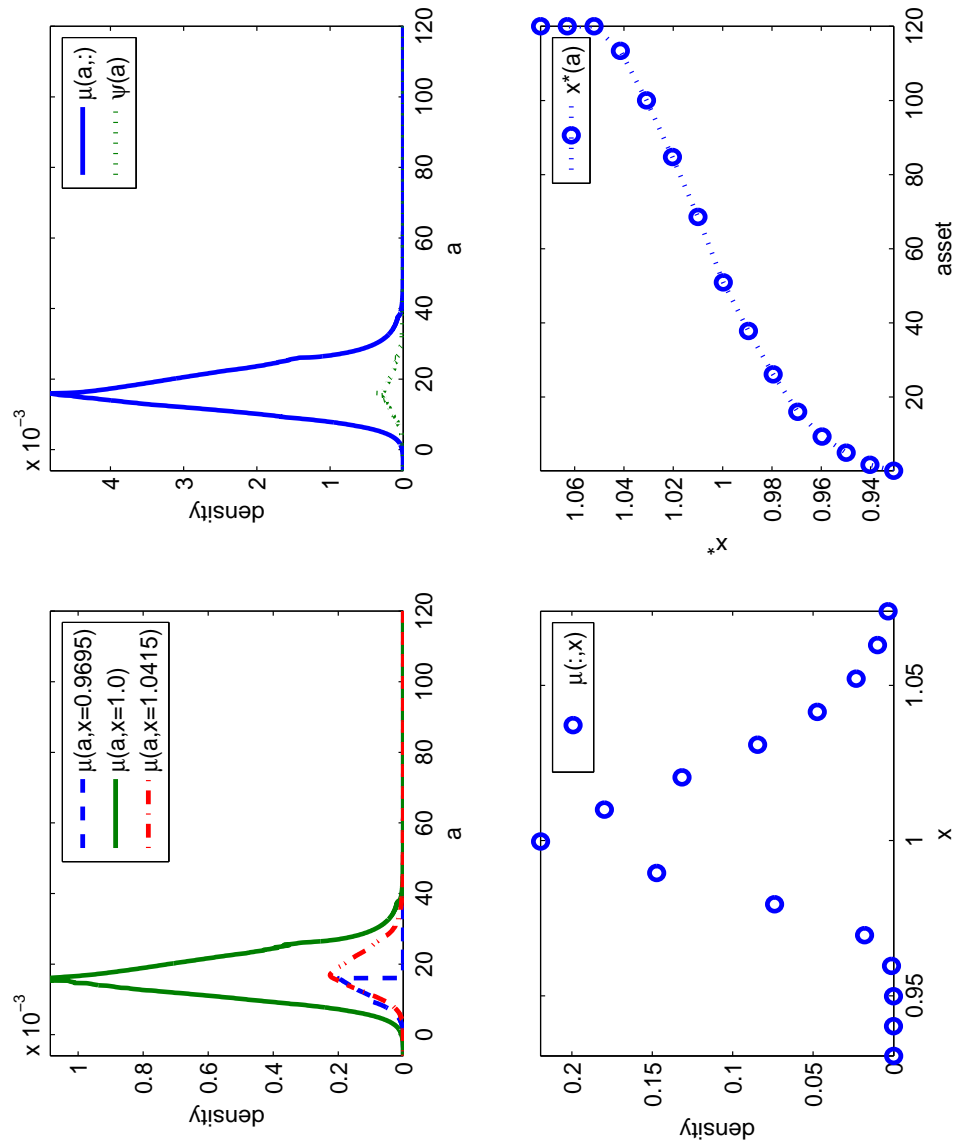 x 10⁻³
density
1
0.8
0.6
0.4
0.2
0
0
20
40
60
80
100
120
a
μ(a,x=0.9695)
μ(a,x=1.0)
μ(a,x=1.0415)
x 10⁻³
density
4
3
2
1
0
0
20
40
60
80
100
120
a
μ(a,:)
ψ(a)
density
0.2
0.15
0.1
0.05
0
0.95
1
1.05
x
μ(:,x)
x*
1.06
1.04
1.02
1
0.98
0.96
0.94
20
40
60
80
100
120
asset
x*(a)